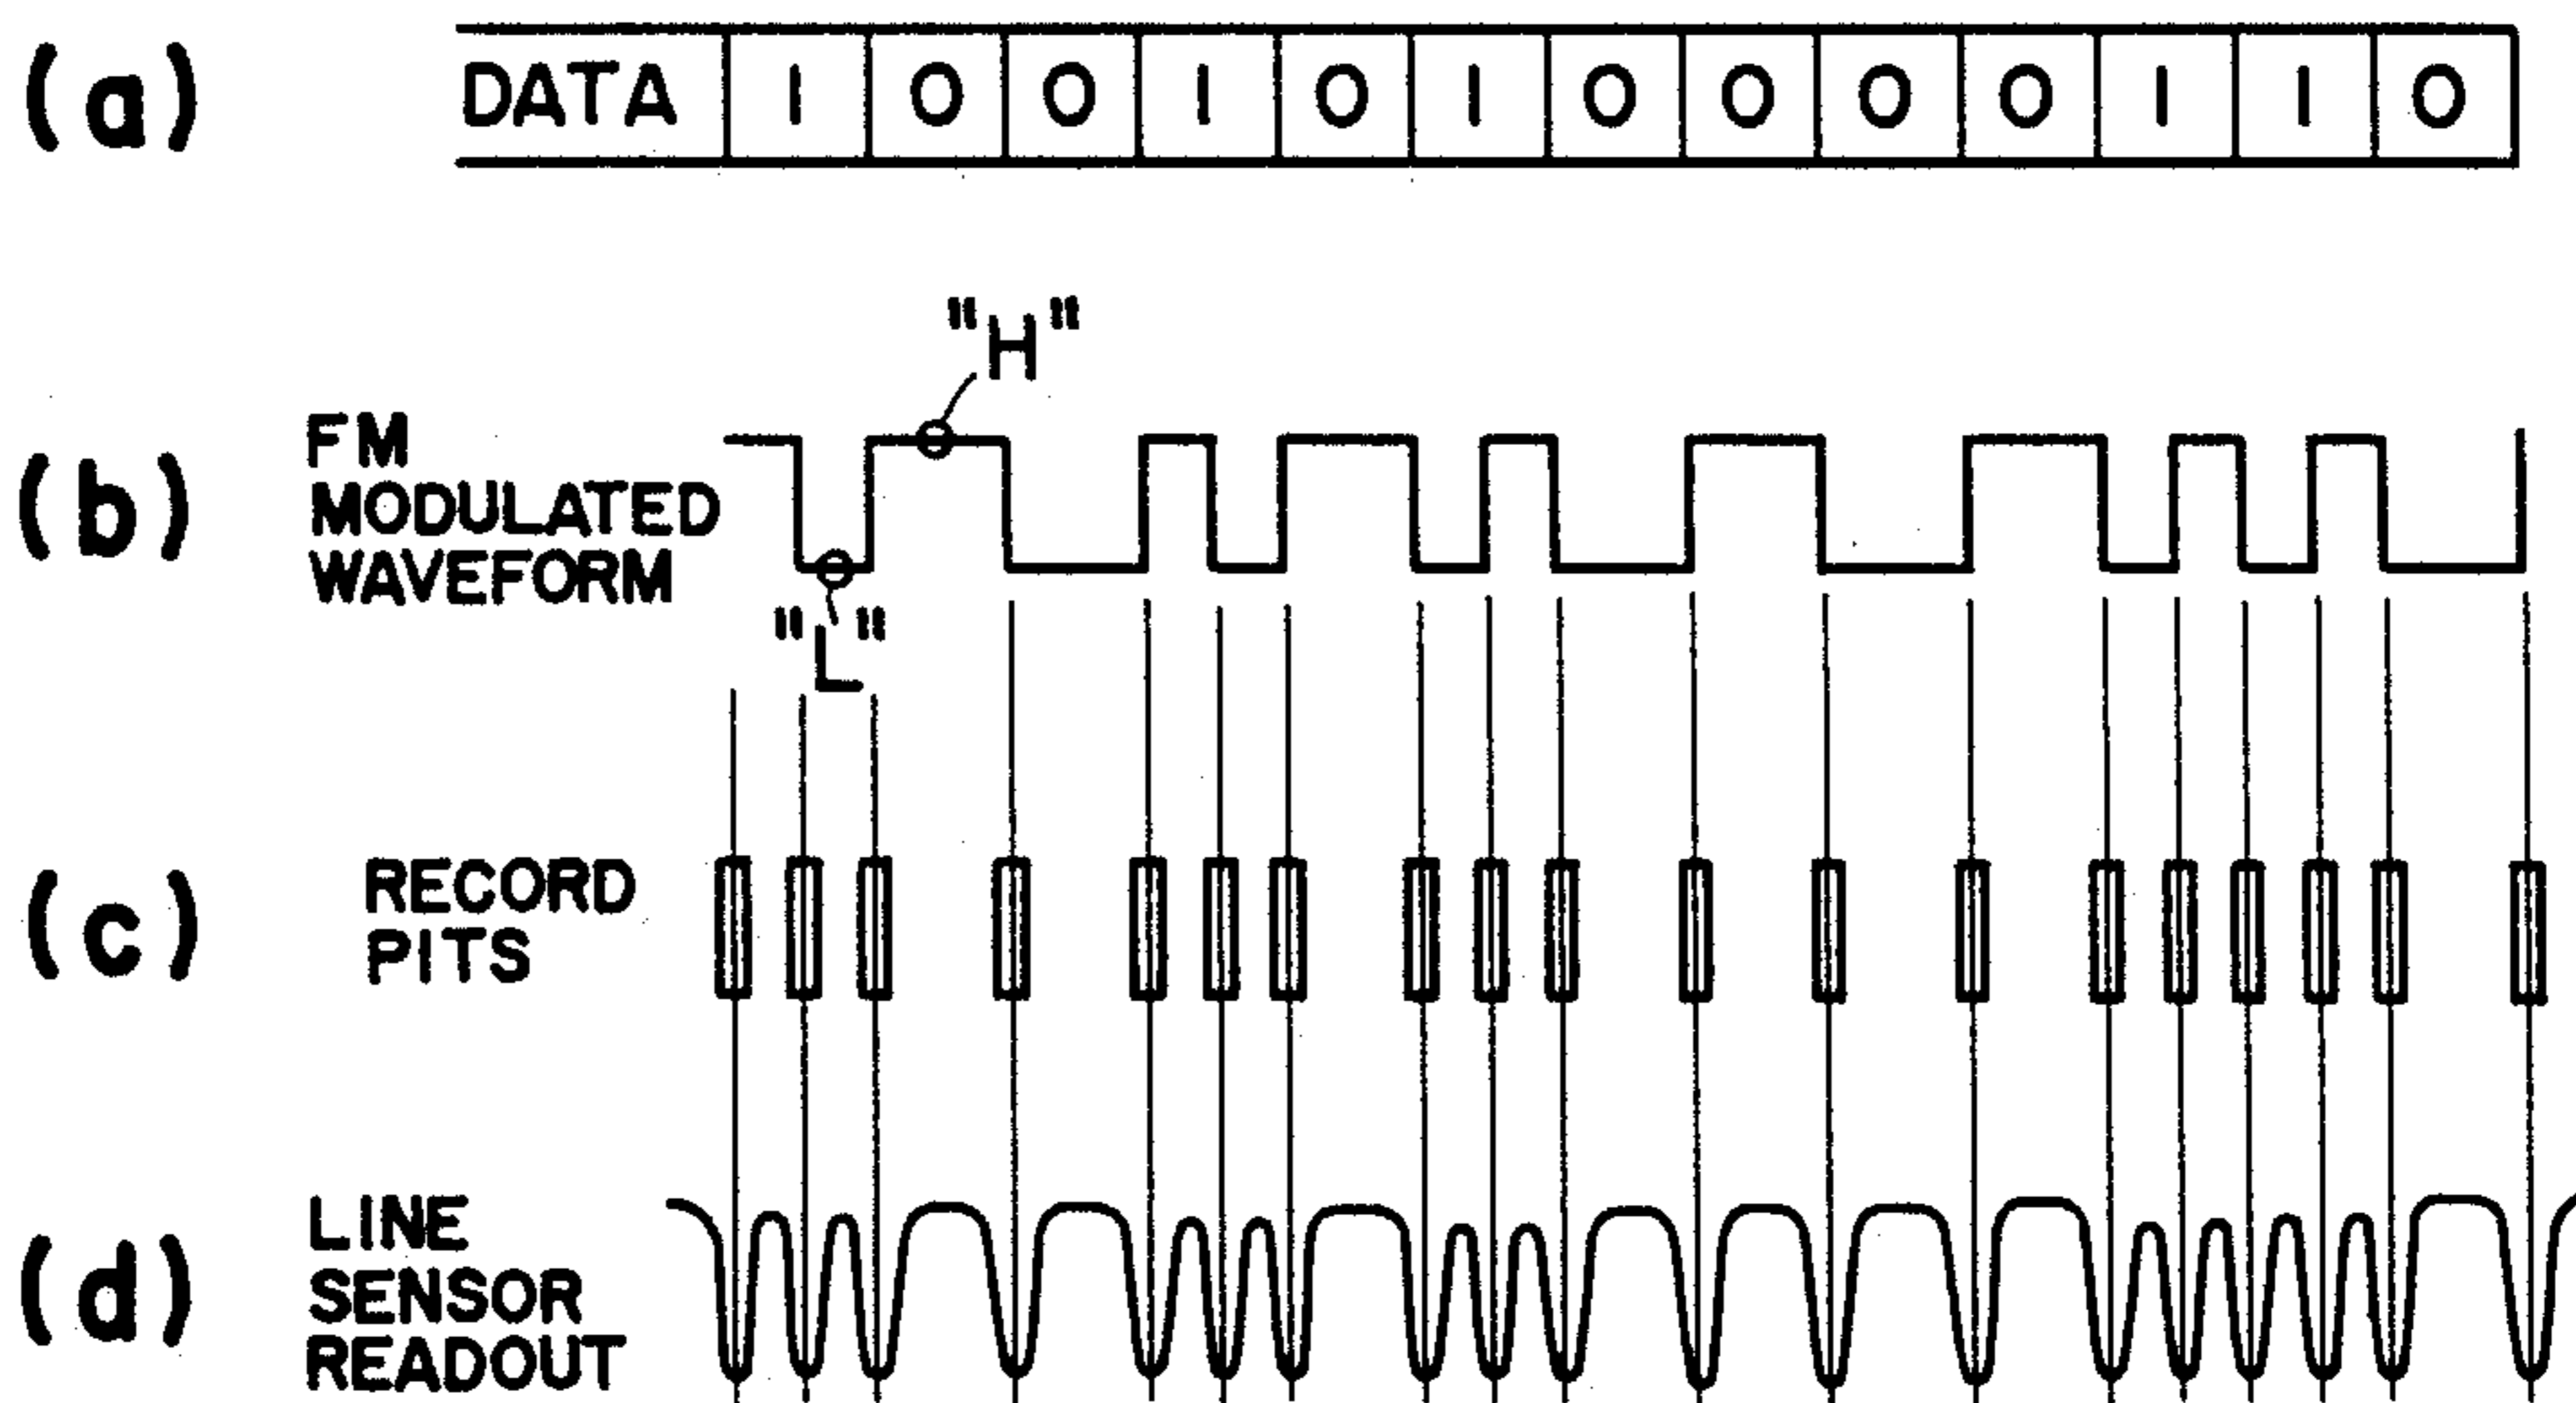 (a) DATA 1 0 0 1 0 1 0 0 0 0 1 1 0
"H"
(b) FM
MODULATED
WAVEFORM
"L"
(c) RECORD
PITS
(d) LINE
SENSOR
READOUT